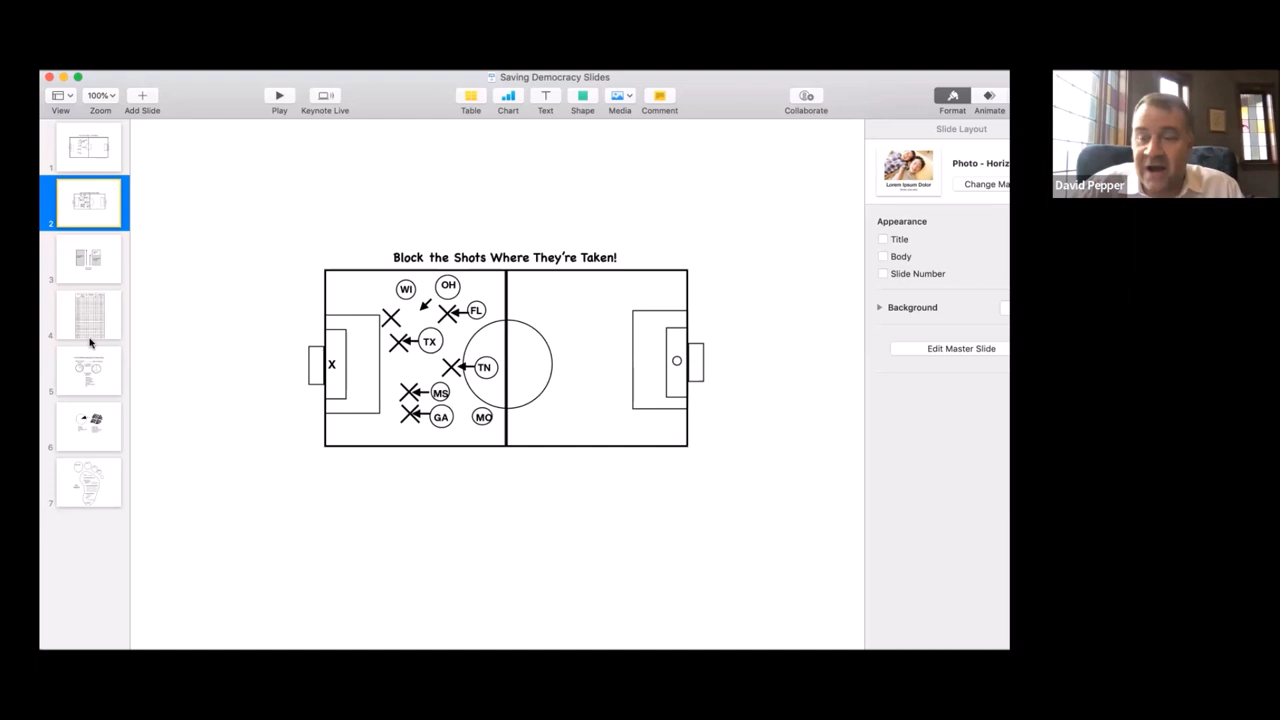 Saving Democracy Slides
100%
View
Zoom
Add Slide
Play
Keynote Live
Table
Chart
Text
Shape
Media
Comment
Collaborate
Format
Animate
Slide Layout
Lorem Ipsum Dolor
Photo - Horiz
Change Ma
Appearance
Title
Body
Slide Number
Background
Edit Master Slide
1
2
3
4
5
6
7
Block the Shots Where They're Taken!
WI
OH
FL
TX
X
TN
MS
GA
MO
David Pepper